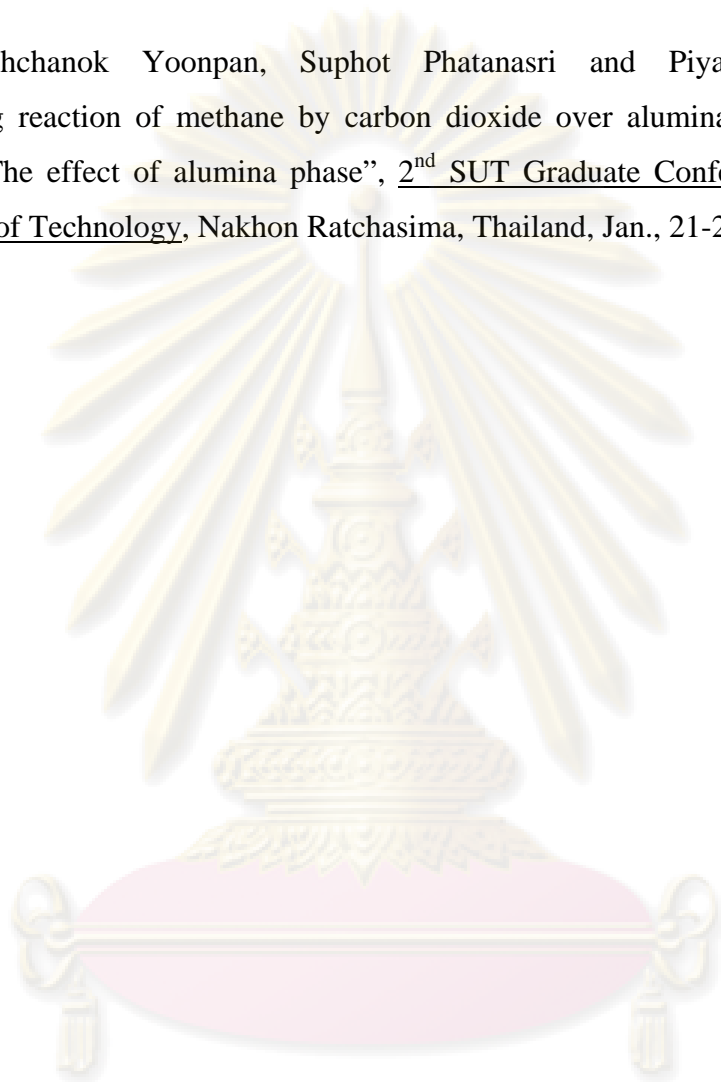 hchanok Yoonpan, Suphot Phatanasri and Piya
g reaction of methane by carbon dioxide over alumina
The effect of alumina phase”, 2nd SUT Graduate Confe
of Technology, Nakhon Ratchasima, Thailand, Jan., 21-2